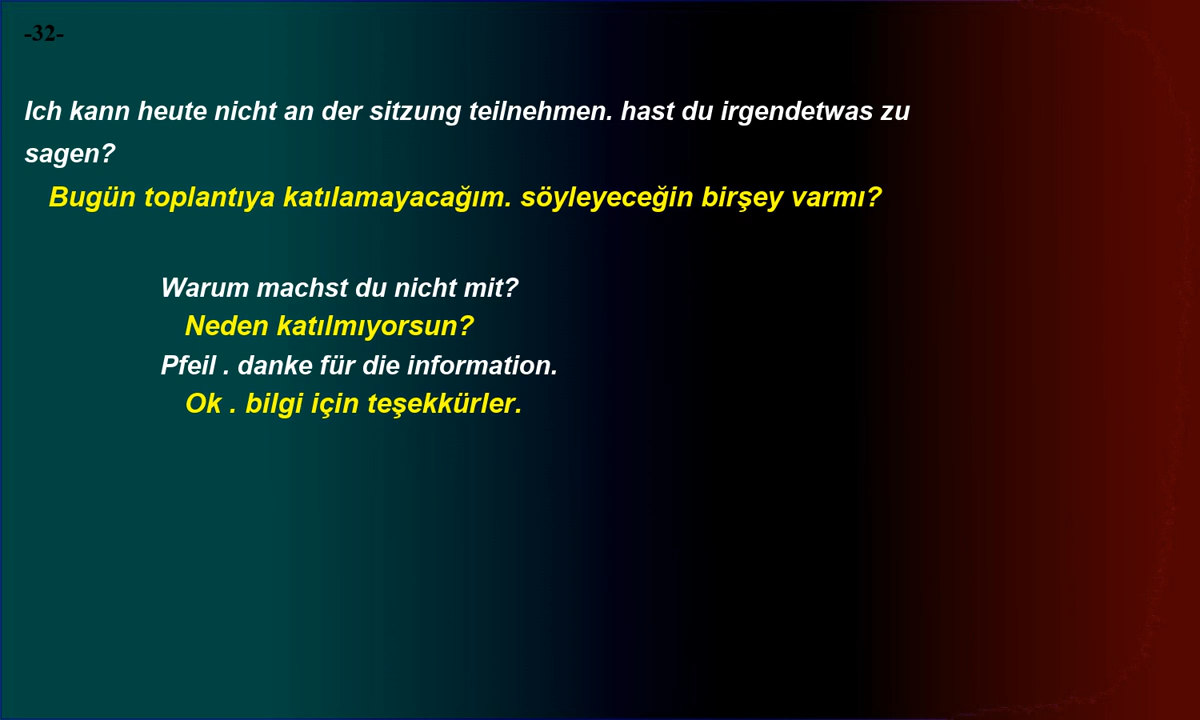 -32-
Ich kann heute nicht an der sitzung teilnehmen. hast du irgendetwas zu
sagen?
Bugün toplantıya katılamayacağım. söyleyeceğin birşey varmı?
Warum machst du nicht mit?
Neden katılmıyorsun?
Pfeil . danke für die information.
Ok . bilgi için teşekkürler.